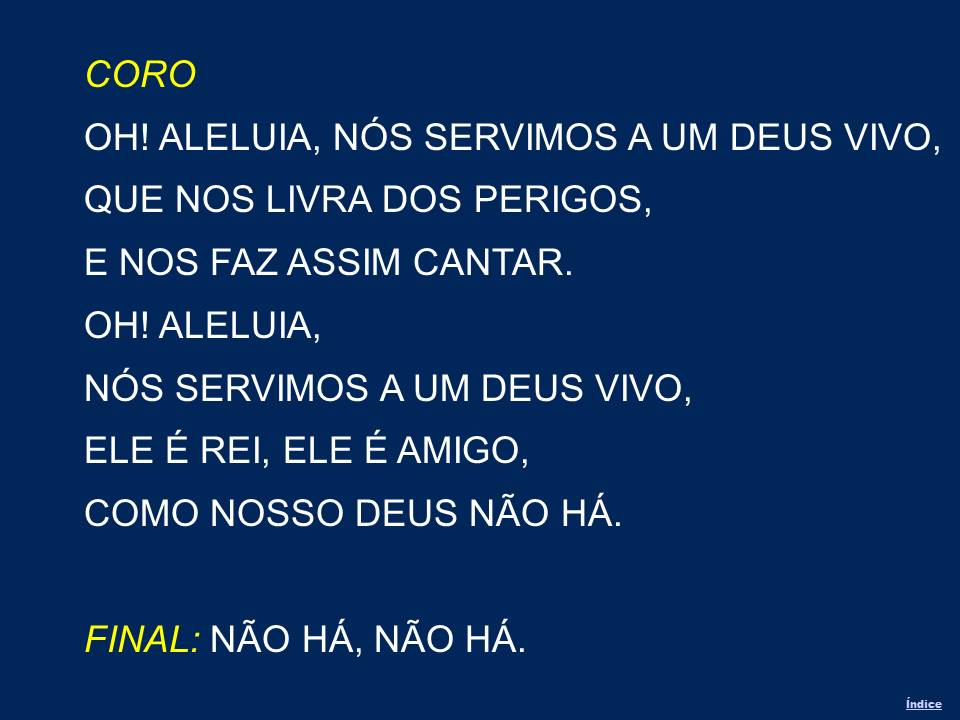 CORO
OH! ALELUIA, NÓS SERVIMOS A UM DEUS VIVO,
QUE NOS LIVRA DOS PERIGOS,
E NOS FAZ ASSIM CANTAR.
OH! ALELUIA,
NÓS SERVIMOS A UM DEUS VIVO,
ELE É REI, ELE É AMIGO,
COMO NOSSO DEUS NÃO HÁ.
FINAL: NÃO HÁ, NÃO HÁ.
Índice